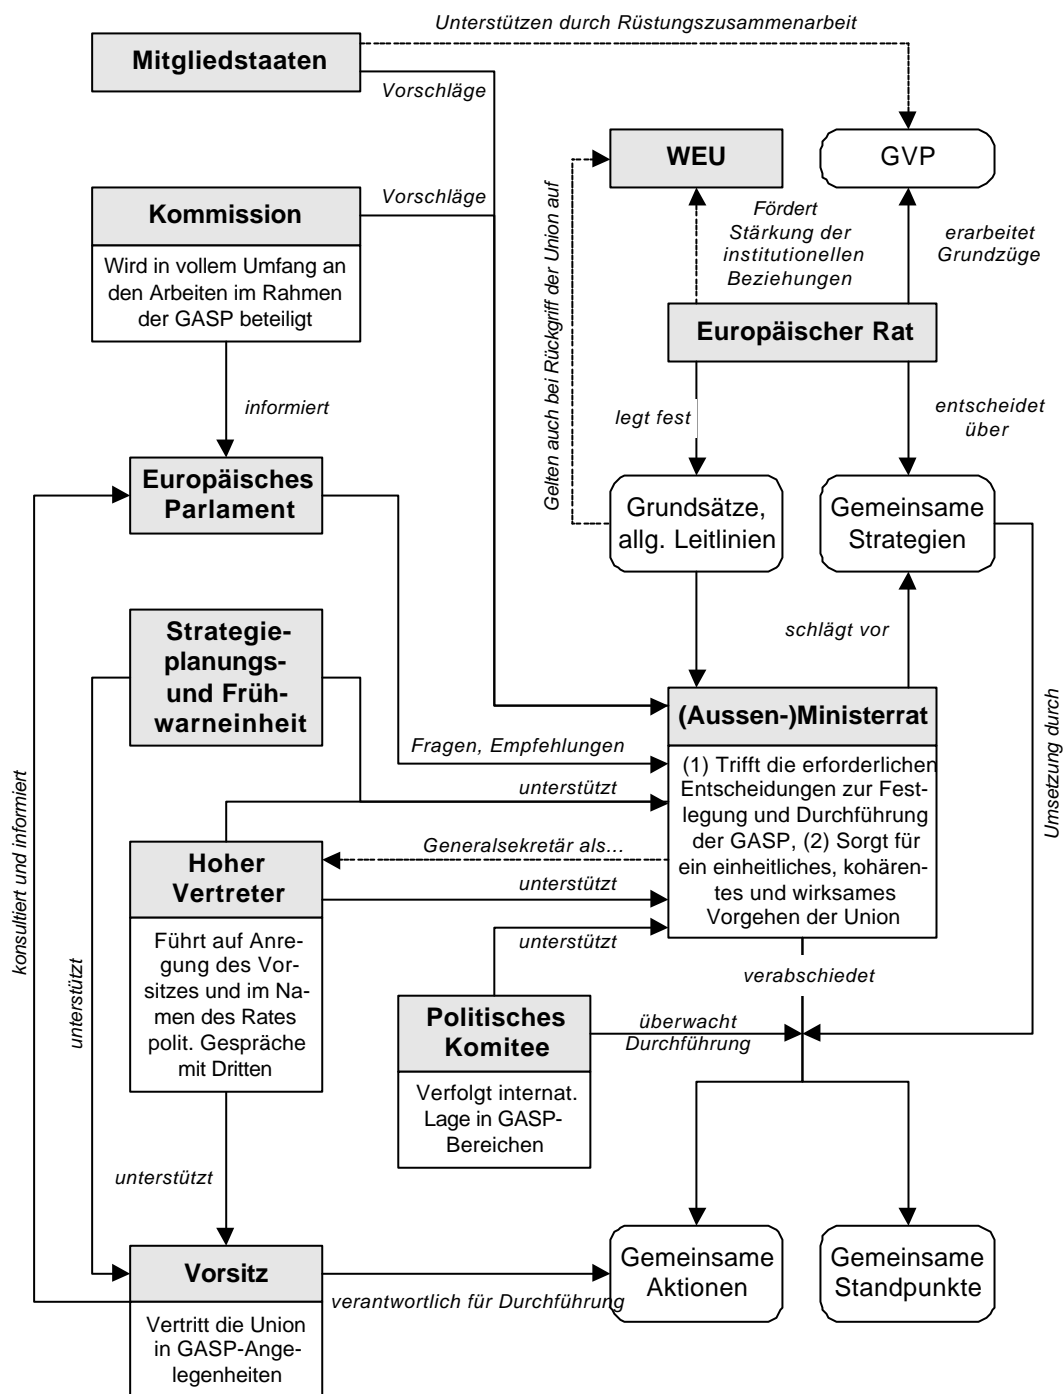 Unterstützen durch Rüstungszusammenarbeit
Mitgliedstaaten
Vorschläge
WEU
GVP
Kommission
Vorschläge
Wird in vollem Umfang an
den Arbeiten im Rahmen
der GASP beteiligt
Gelten auch bei Rückgriff der Union auf
Fördert
Stärkung der
institutionellen
Beziehungen
erarbeitet
Grundzüge
Europäischer Rat
informiert
legt fest
entscheidet
über
Europäisches
Parlament
Grundsätze,
allg. Leitlinien
Gemeinsame
Strategien
Strategie-
planungs-
und Früh-
warneinheit
schlägt vor
(Aussen-)Ministerrat
Fragen, Empfehlungen
(1) Trifft die erforderlichen
Entscheidungen zur Fest-
legung und Durchführung
der GASP, (2) Sorgt für
ein einheitliches, kohären-
tes und wirksames
Vorgehen der Union
unterstützt
Umsetzung durch
Generalsekretär als...
Hoher
Vertreter
unterstützt
Führt auf Anre-
gung des Vor-
sitzes und im Na-
men des Rates
polit. Gespräche
mit Dritten
konsultiert und informiert
unterstützt
unterstützt
verabschiedet
Politisches
Komitee
überwacht
Durchführung
Verfolgt internat.
Lage in GASP-
Bereichen
unterstützt
Vorsitz
verantwortlich für Durchführung
Vertritt die Union
in GASP-Ange-
legenheiten
Gemeinsame
Aktionen
Gemeinsame
Standpunkte